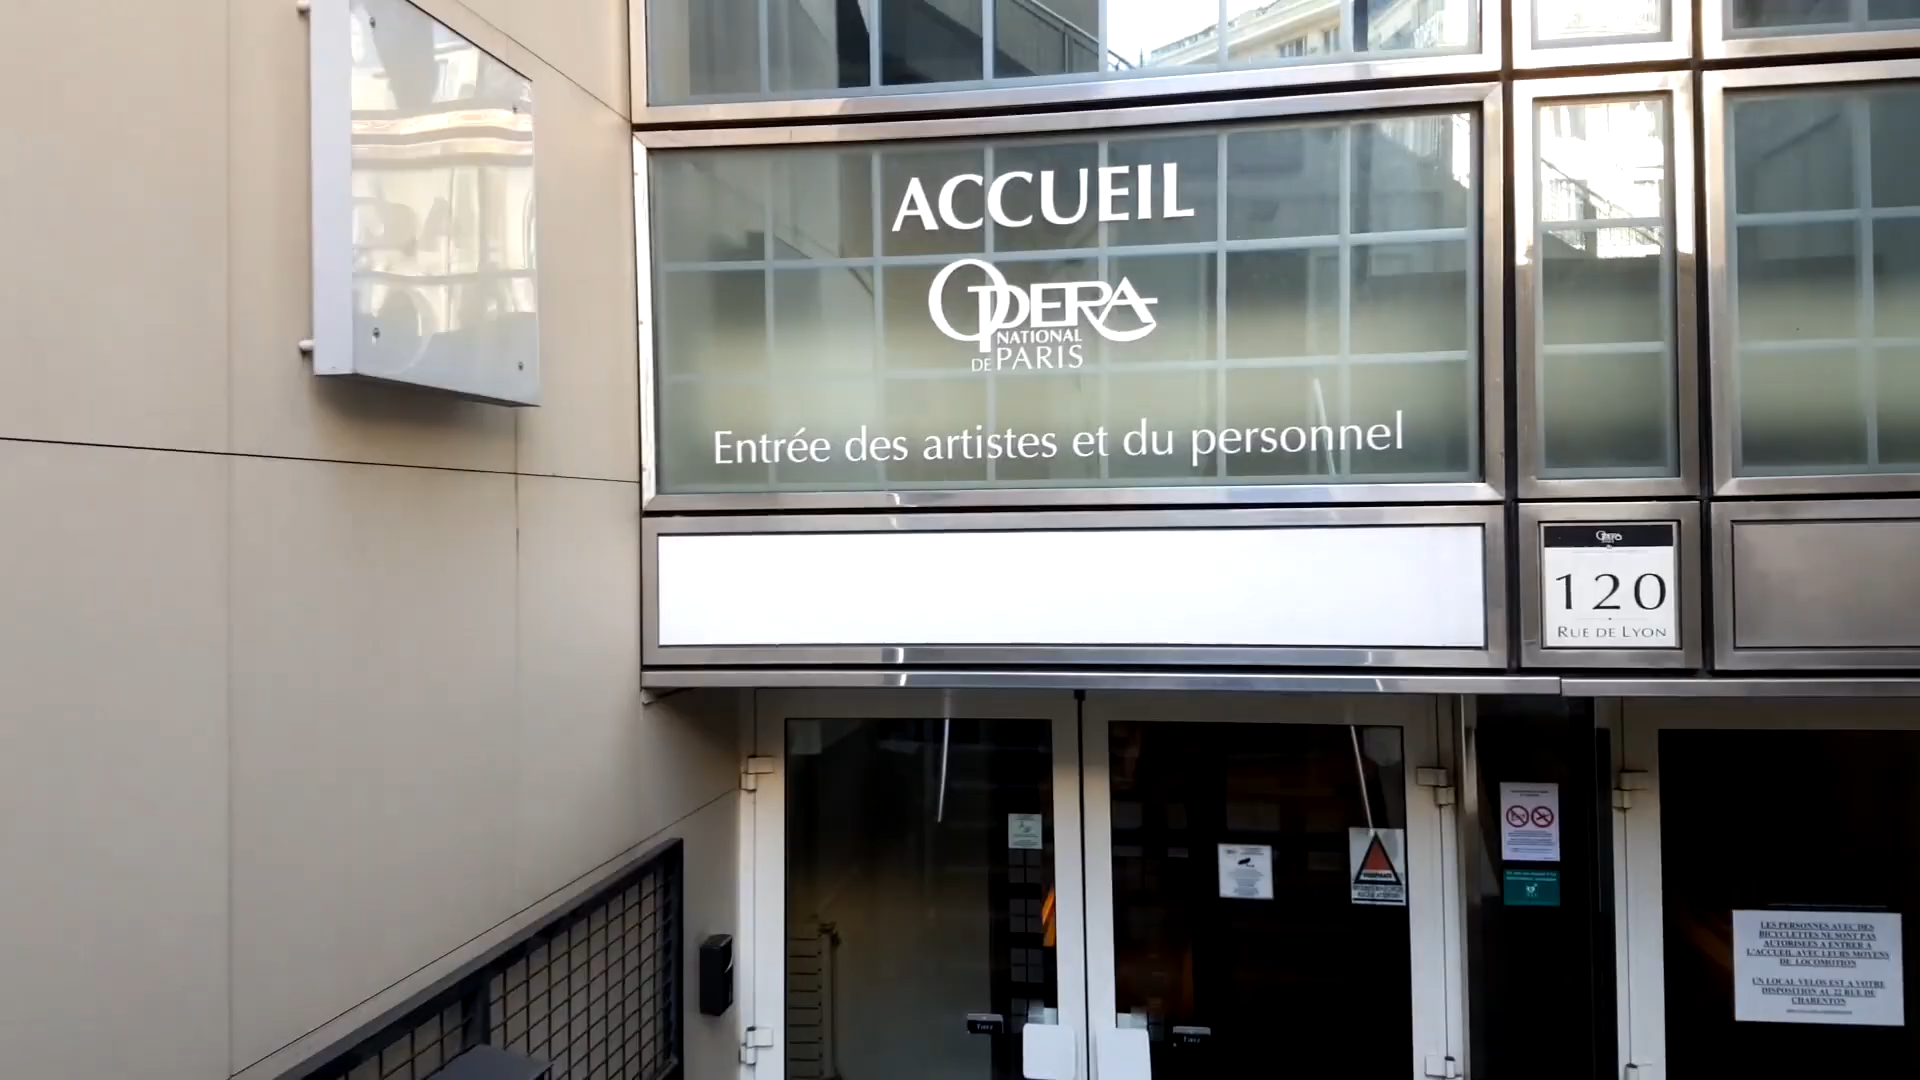 ACCUEIL
OPERA
NATIONAL
DE PARIS
Entrée des artistes et du personnel
120
RUE DE LYON
LES PERSONNES AVEC DES
BICYCLETTES NE SONT PAS
AUTORISEES A ENTRER A
L'ACCUEIL AVEC LEURS MOYENS
DE LOCOMOTION
UN LOCAL VELOS EST A VOTRE
DISPOSITION AU 22 RUE DE
CHARENTON